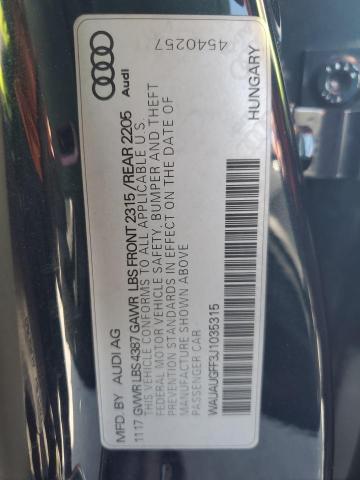 4540257
Audi
HUNGARY
MFD. BY AUDI AG
11 17 GVWR LBS 4387 GAWR LBS FRONT 2315 / REAR 2205
THIS VEHICLE CONFORMS TO ALL APPLICABLE U.S.
FEDERAL MOTOR VEHICLE SAFETY, BUMPER AND THEFT
PREVENTION STANDARDS IN EFFECT ON THE DATE OF
MANUFACTURE SHOWN ABOVE
PASSENGER CAR
WAUAUGFF3J1035315